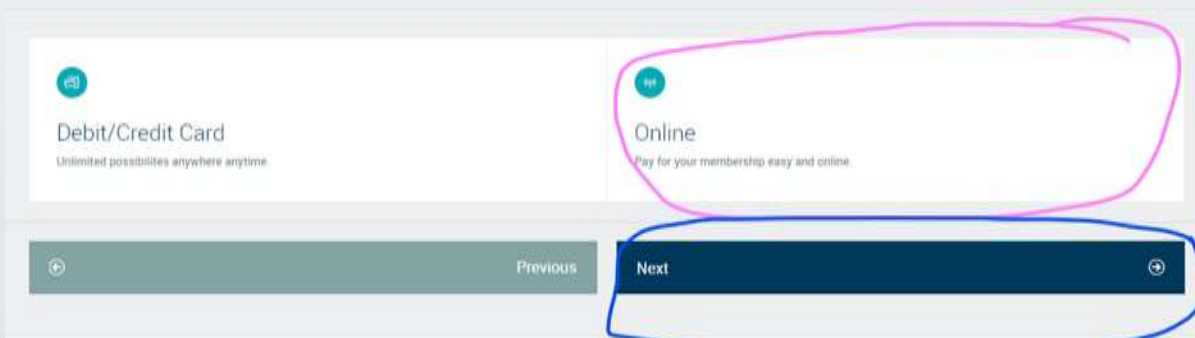 Debit/Credit Card
Unlimited possibilites anywhere anytime.
Online
Pay for your membership easy and online
Previous
Next